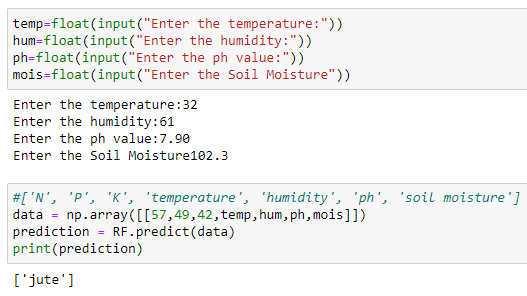 temp=float(input("Enter the temperature:"))
hum=float(input("Enter the humidity:"))
ph=float(input("Enter the ph value:"))
mois=float(input("Enter the Soil Moisture"))
Enter the temperature:32
Enter the humidity:61
Enter the ph value:7.90
Enter the Soil Moisture102.3
#['N', 'P', 'K', 'temperature', 'humidity', 'ph', 'soil moisture']
data = np.array([[57,49,42,temp,hum,ph,mois]])
prediction = RF.predict(data)
print(prediction)
['jute']